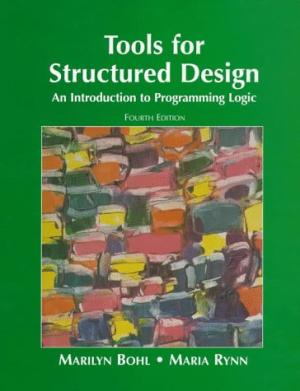 Tools for
Structured Design
An Introduction to Programming Logic
FOURTH EDITION
MARILYN BOHL • MARIA RYNN